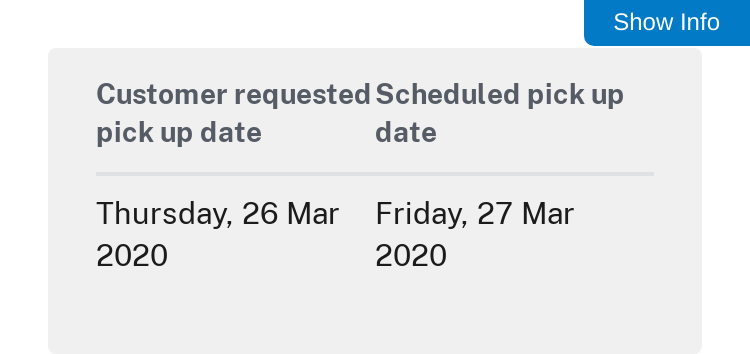 Show Info
Customer requested Scheduled pick up
pick up date date
Thursday, 26 Mar Friday, 27 Mar
2020 2020